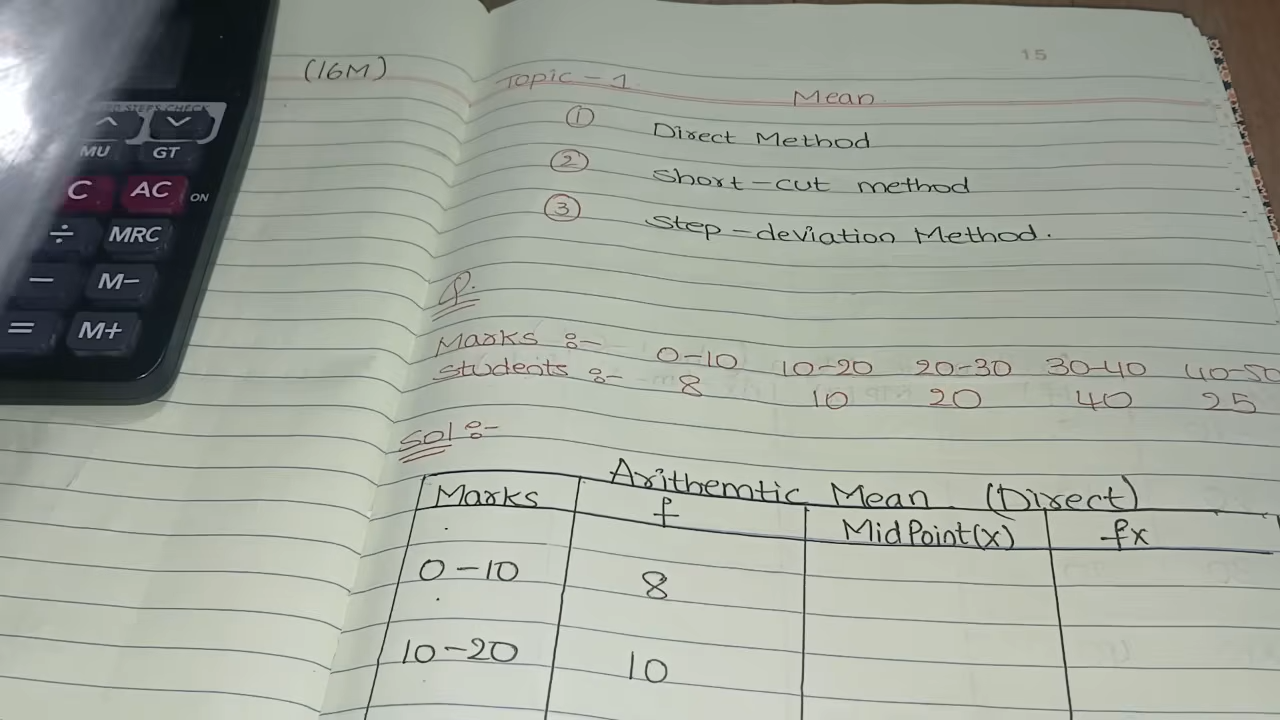 (16M)
15
Topic - 1
Mean
① Direct Method
② Short-cut method
③ Step-deviation Method.
Q.
Marks :- 0-10 10-20 20-30 30-40 40-50
Students :- 8 10 20 40 25
Sol :-
Arithemtic Mean (Direct)
Marks f MidPoint(x) fx
0-10 8
10-20 10
MU GT
C AC ON
÷ MRC
- M-
= M+